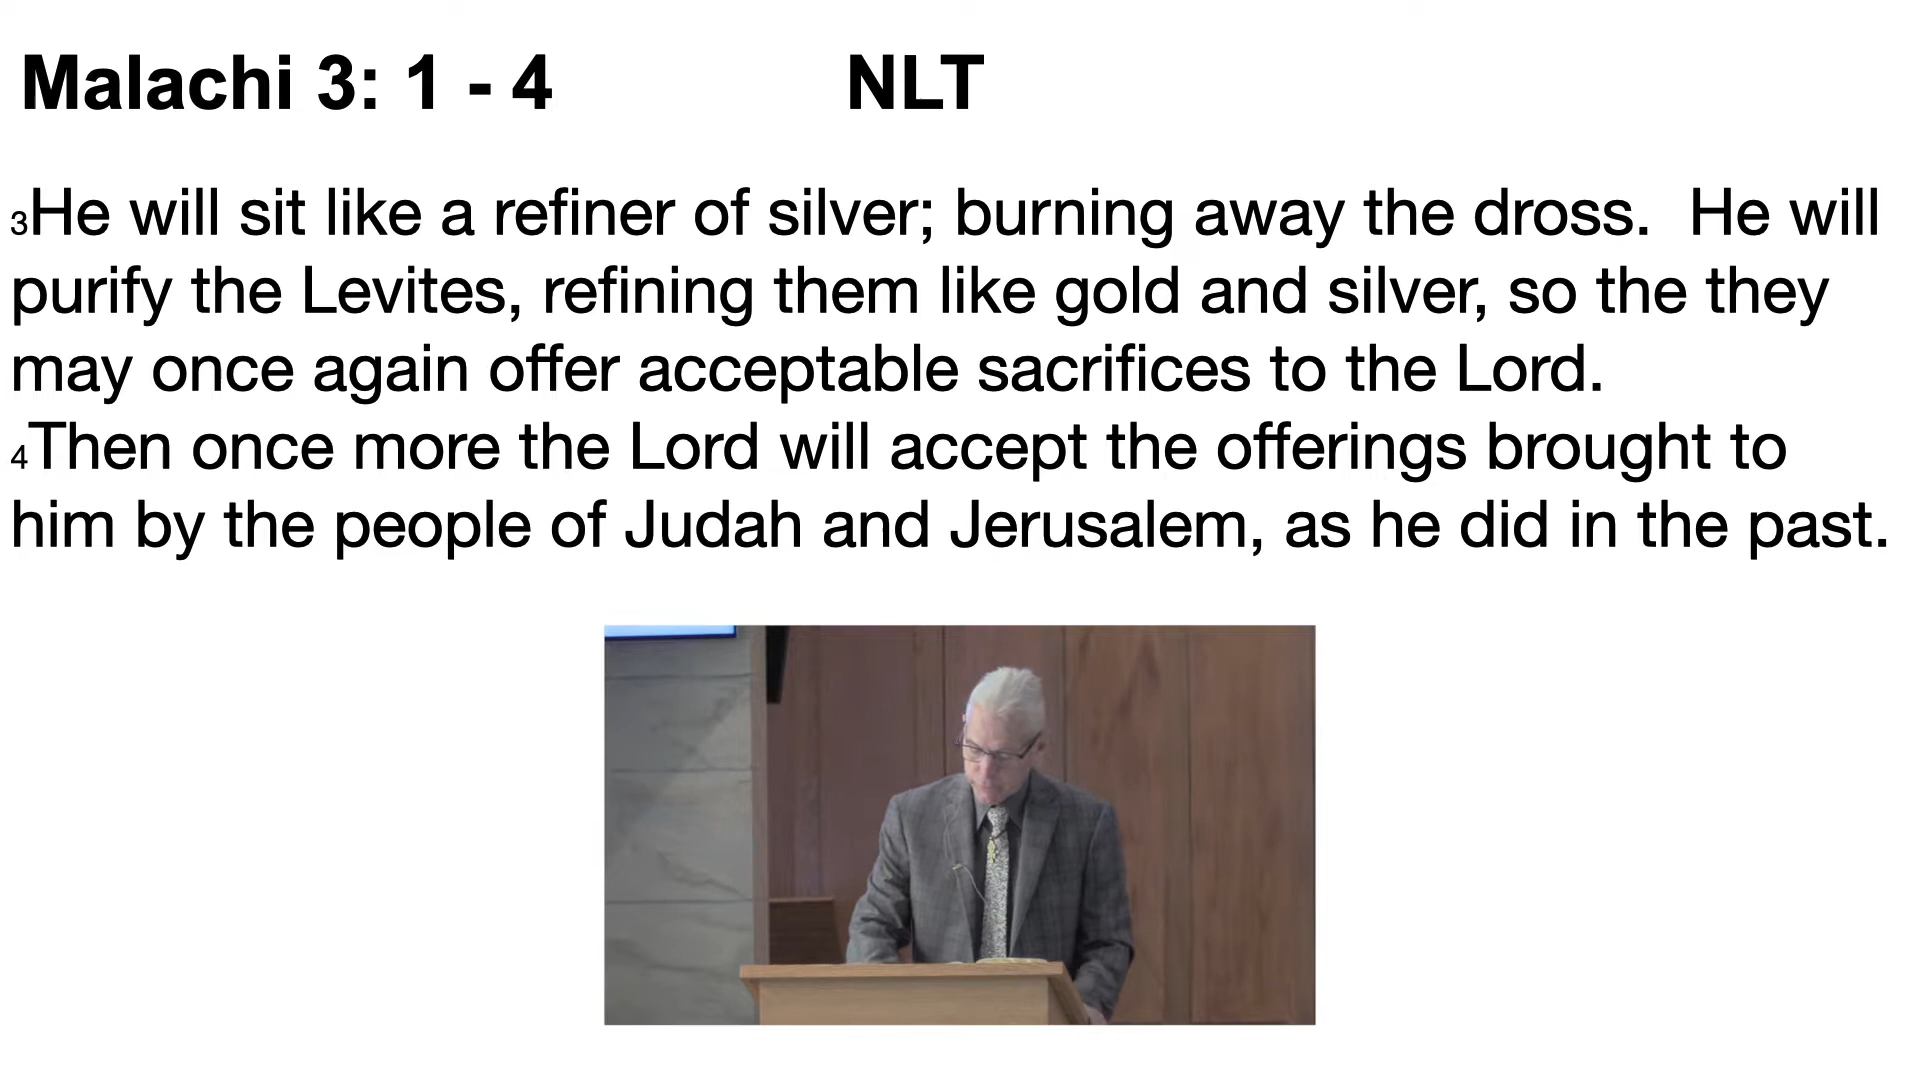 Malachi 3: 1 - 4 NLT
3He will sit like a refiner of silver; burning away the dross.  He will
purify the Levites, refining them like gold and silver, so the they
may once again offer acceptable sacrifices to the Lord.
4Then once more the Lord will accept the offerings brought to
him by the people of Judah and Jerusalem, as he did in the past.